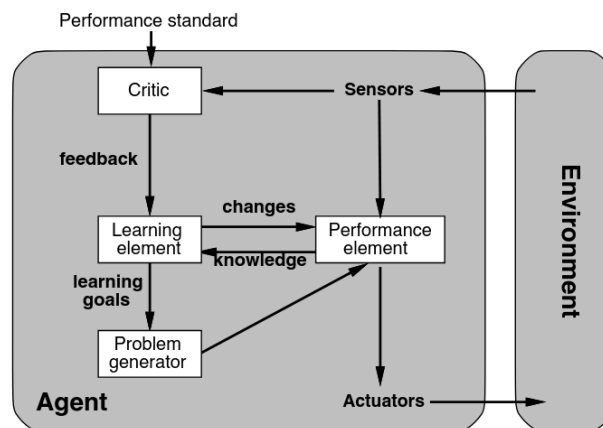 Performance standard
Critic
Sensors
feedback
changes
Learning
element
Performance
element
knowledge
learning
goals
Problem
generator
Agent
Actuators
Environment